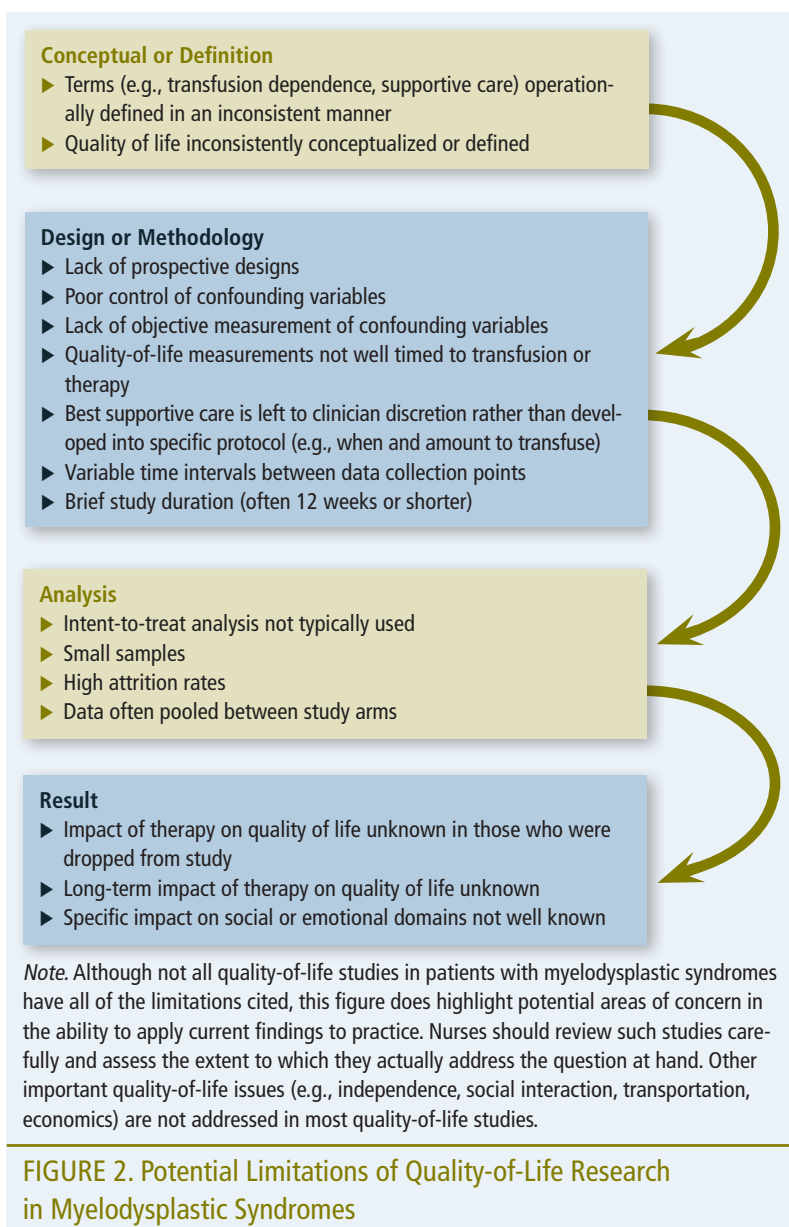 Conceptual or Definition
▶ Terms (e.g., transfusion dependence, supportive care) operation-
ally defined in an inconsistent manner
▶ Quality of life inconsistently conceptualized or defined
Design or Methodology
▶ Lack of prospective designs
▶ Poor control of confounding variables
▶ Lack of objective measurement of confounding variables
▶ Quality-of-life measurements not well timed to transfusion or
therapy
▶ Best supportive care is left to clinician discretion rather than devel-
oped into specific protocol (e.g., when and amount to transfuse)
▶ Variable time intervals between data collection points
▶ Brief study duration (often 12 weeks or shorter)
Analysis
▶ Intent-to-treat analysis not typically used
▶ Small samples
▶ High attrition rates
▶ Data often pooled between study arms
Result
▶ Impact of therapy on quality of life unknown in those who were
dropped from study
▶ Long-term impact of therapy on quality of life unknown
▶ Specific impact on social or emotional domains not well known
Note. Although not all quality-of-life studies in patients with myelodysplastic syndromes
have all of the limitations cited, this figure does highlight potential areas of concern in
the ability to apply current findings to practice. Nurses should review such studies care-
fully and assess the extent to which they actually address the question at hand. Other
important quality-of-life issues (e.g., independence, social interaction, transportation,
economics) are not addressed in most quality-of-life studies.
FIGURE 2. Potential Limitations of Quality-of-Life Research
in Myelodysplastic Syndromes